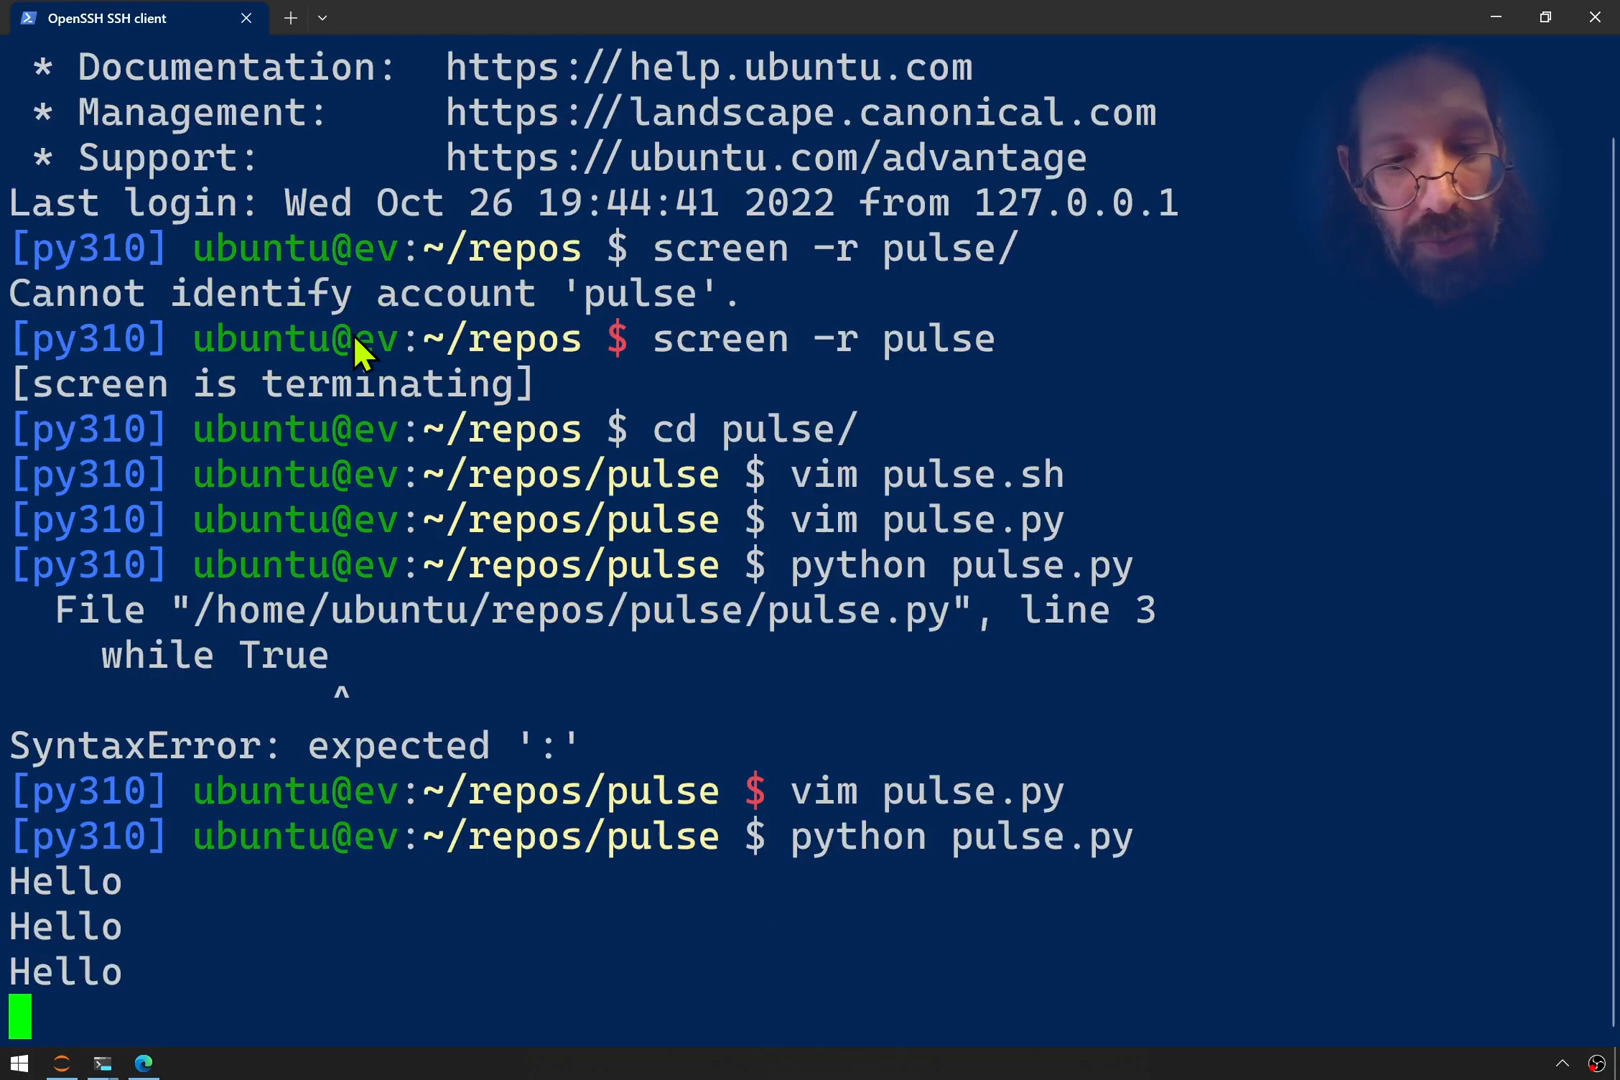 OpenSSH SSH client
* Documentation: https://help.ubuntu.com
* Management: https://landscape.canonical.com
* Support: https://ubuntu.com/advantage
Last login: Wed Oct 26 19:44:41 2022 from 127.0.0.1
[py310] ubuntu@ev:~/repos $ screen -r pulse/
Cannot identify account 'pulse'.
[py310] ubuntu@ev:~/repos $ screen -r pulse
[screen is terminating]
[py310] ubuntu@ev:~/repos $ cd pulse/
[py310] ubuntu@ev:~/repos/pulse $ vim pulse.sh
[py310] ubuntu@ev:~/repos/pulse $ vim pulse.py
[py310] ubuntu@ev:~/repos/pulse $ python pulse.py
File "/home/ubuntu/repos/pulse/pulse.py", line 3
while True
^
SyntaxError: expected ':'
[py310] ubuntu@ev:~/repos/pulse $ vim pulse.py
[py310] ubuntu@ev:~/repos/pulse $ python pulse.py
Hello
Hello
Hello